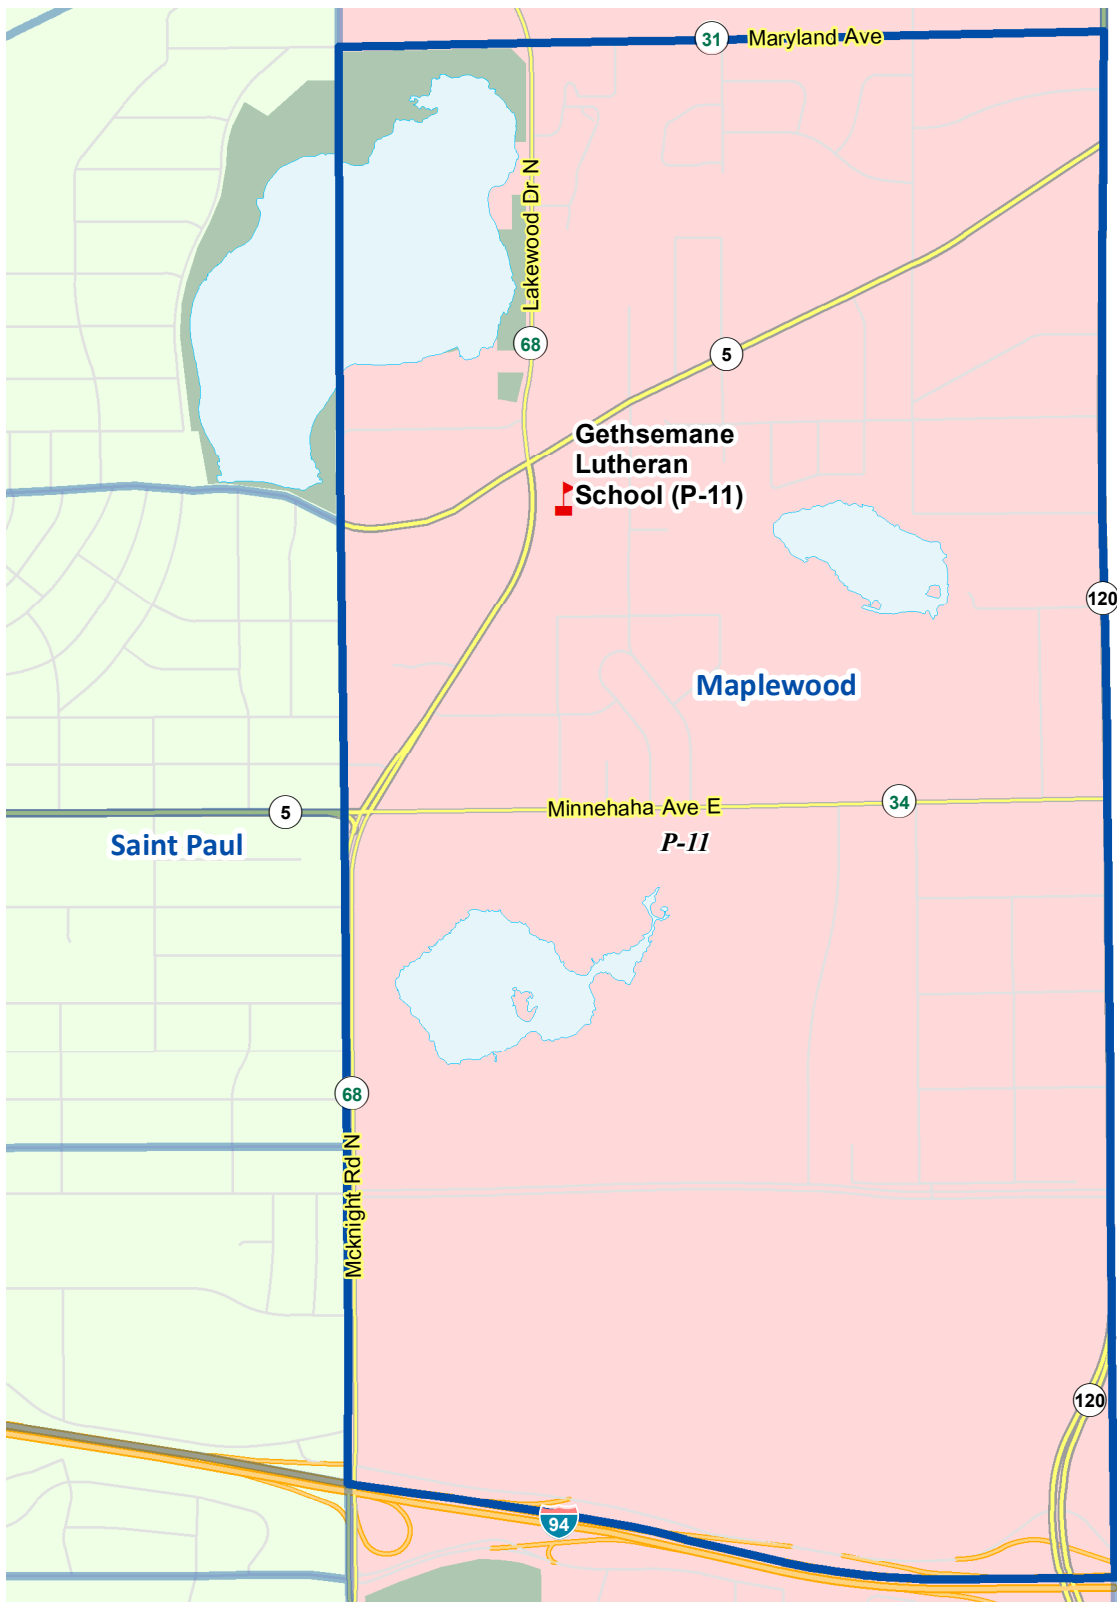 31
Maryland Ave
Lakewood Dr N
68
5
Gethsemane
Lutheran
School (P-11)
120
Maplewood
5
Minnehaha Ave E
34
Saint Paul
P-11
68
Mcknight Rd N
120
94